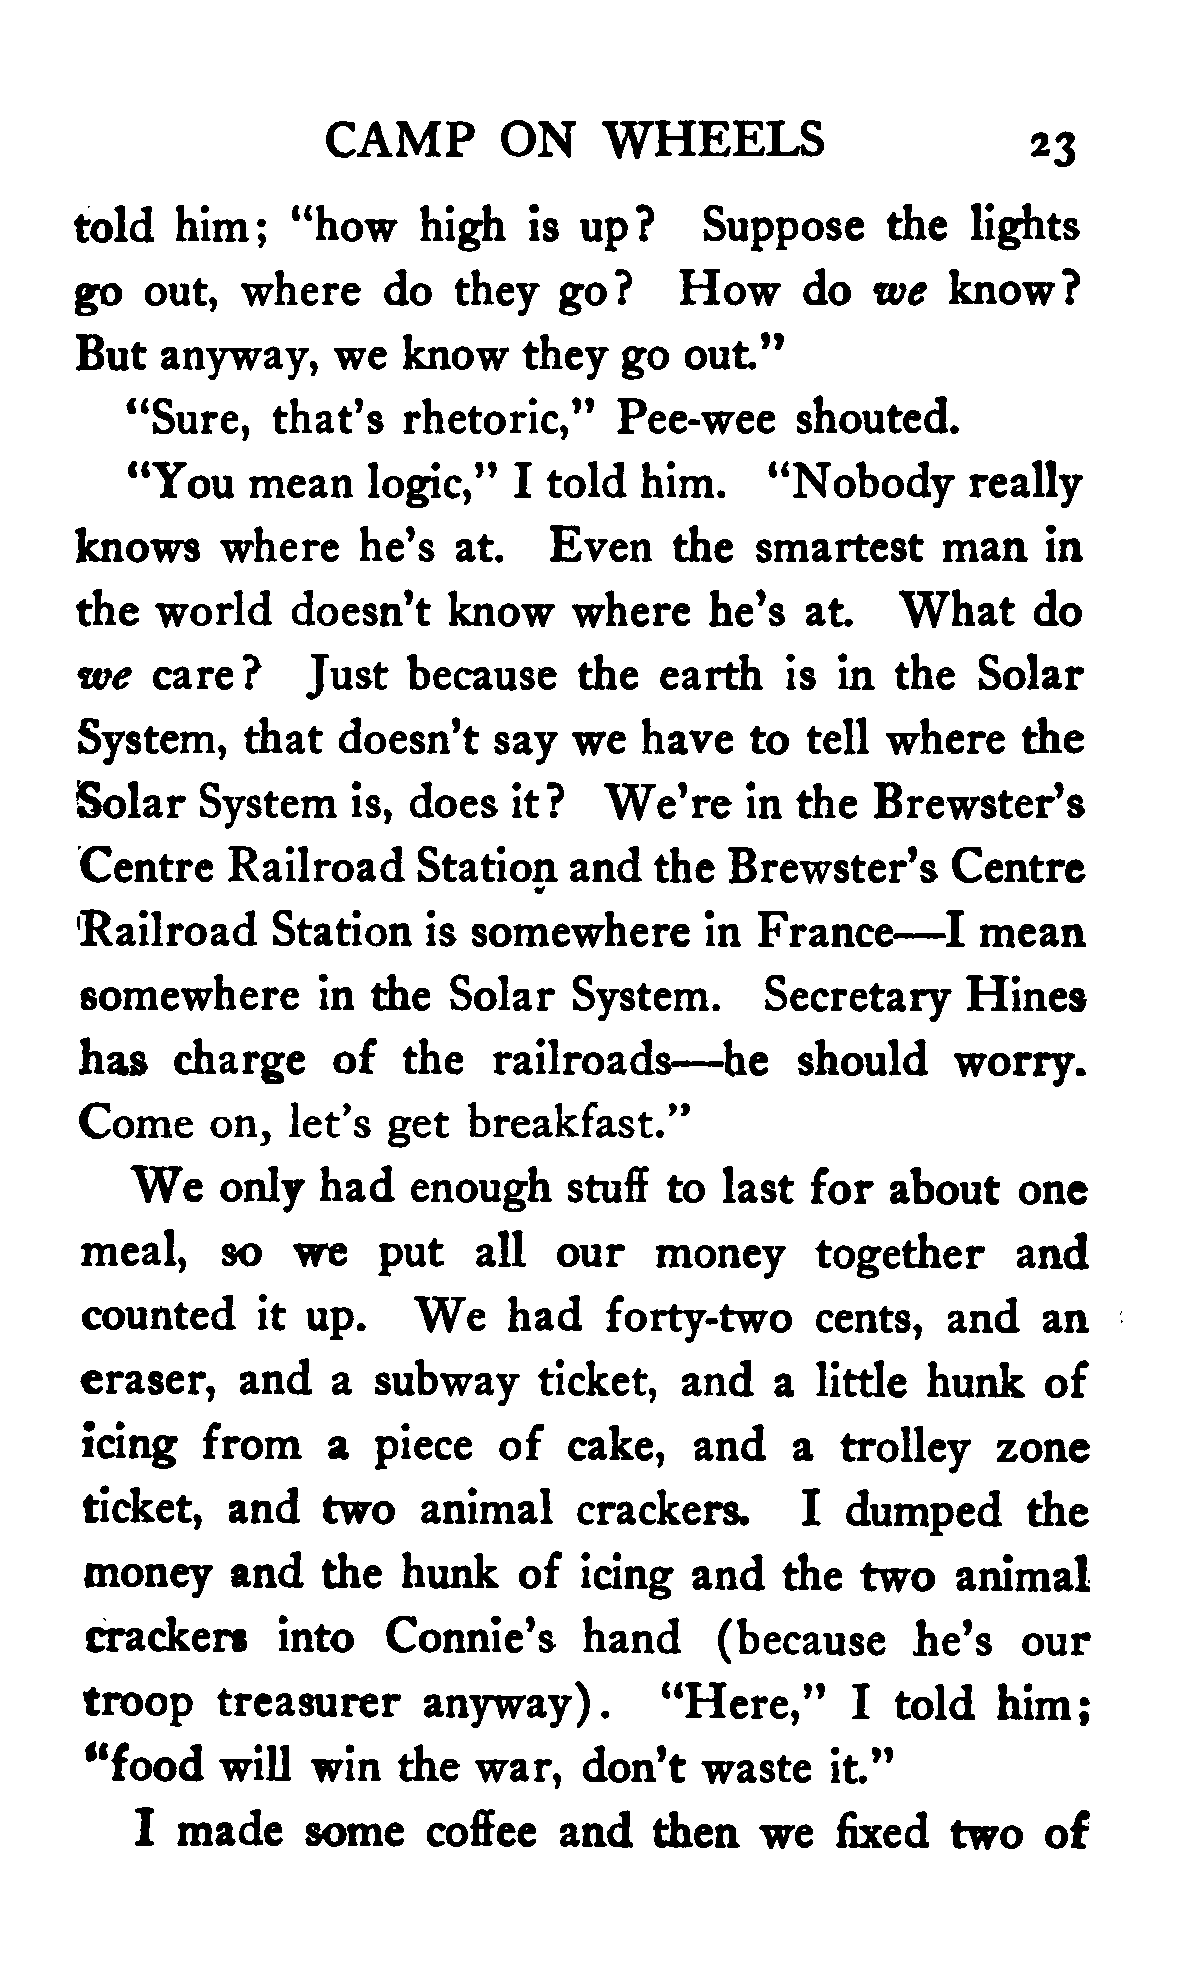 CAMP ON WHEELS 23
told him; "how high is up? Suppose the lights
go out, where do they go? How do we know?
But anyway, we know they go out."
"Sure, that's rhetoric," Pee-wee shouted.
"You mean logic," I told him. "Nobody really
knows where he's at. Even the smartest man in
the world doesn't know where he's at. What do
we care? Just because the earth is in the Solar
System, that doesn't say we have to tell where the
Solar System is, does it? We're in the Brewster's
Centre Railroad Station and the Brewster's Centre
Railroad Station is somewhere in France—I mean
somewhere in the Solar System. Secretary Hines
has charge of the railroads—he should worry.
Come on, let's get breakfast."
We only had enough stuff to last for about one
meal, so we put all our money together and
counted it up. We had forty-two cents, and an
eraser, and a subway ticket, and a little hunk of
icing from a piece of cake, and a trolley zone
ticket, and two animal crackers. I dumped the
money and the hunk of icing and the two animal
crackers into Connie's hand (because he's our
troop treasurer anyway). "Here," I told him;
"food will win the war, don't waste it."
I made some coffee and then we fixed two of